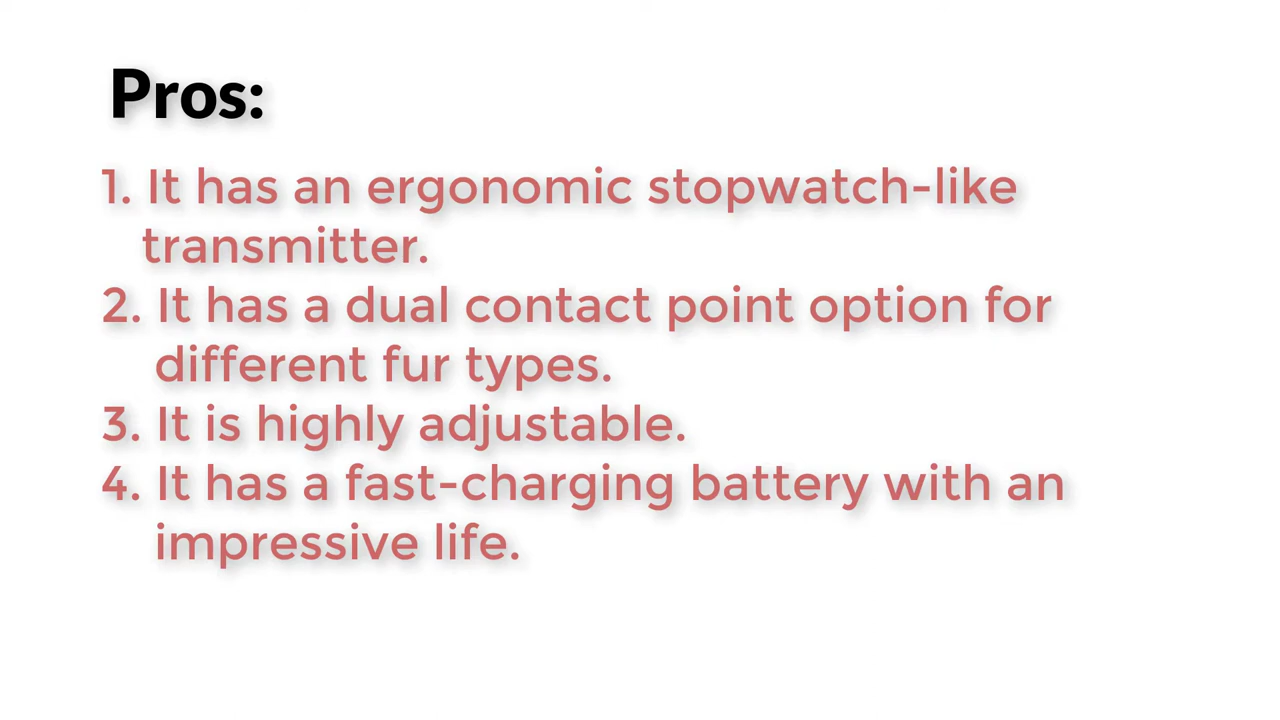 Pros:
1. It has an ergonomic stopwatch-like
transmitter.
2. It has a dual contact point option for
different fur types.
3. It is highly adjustable.
4. It has a fast-charging battery with an
impressive life.